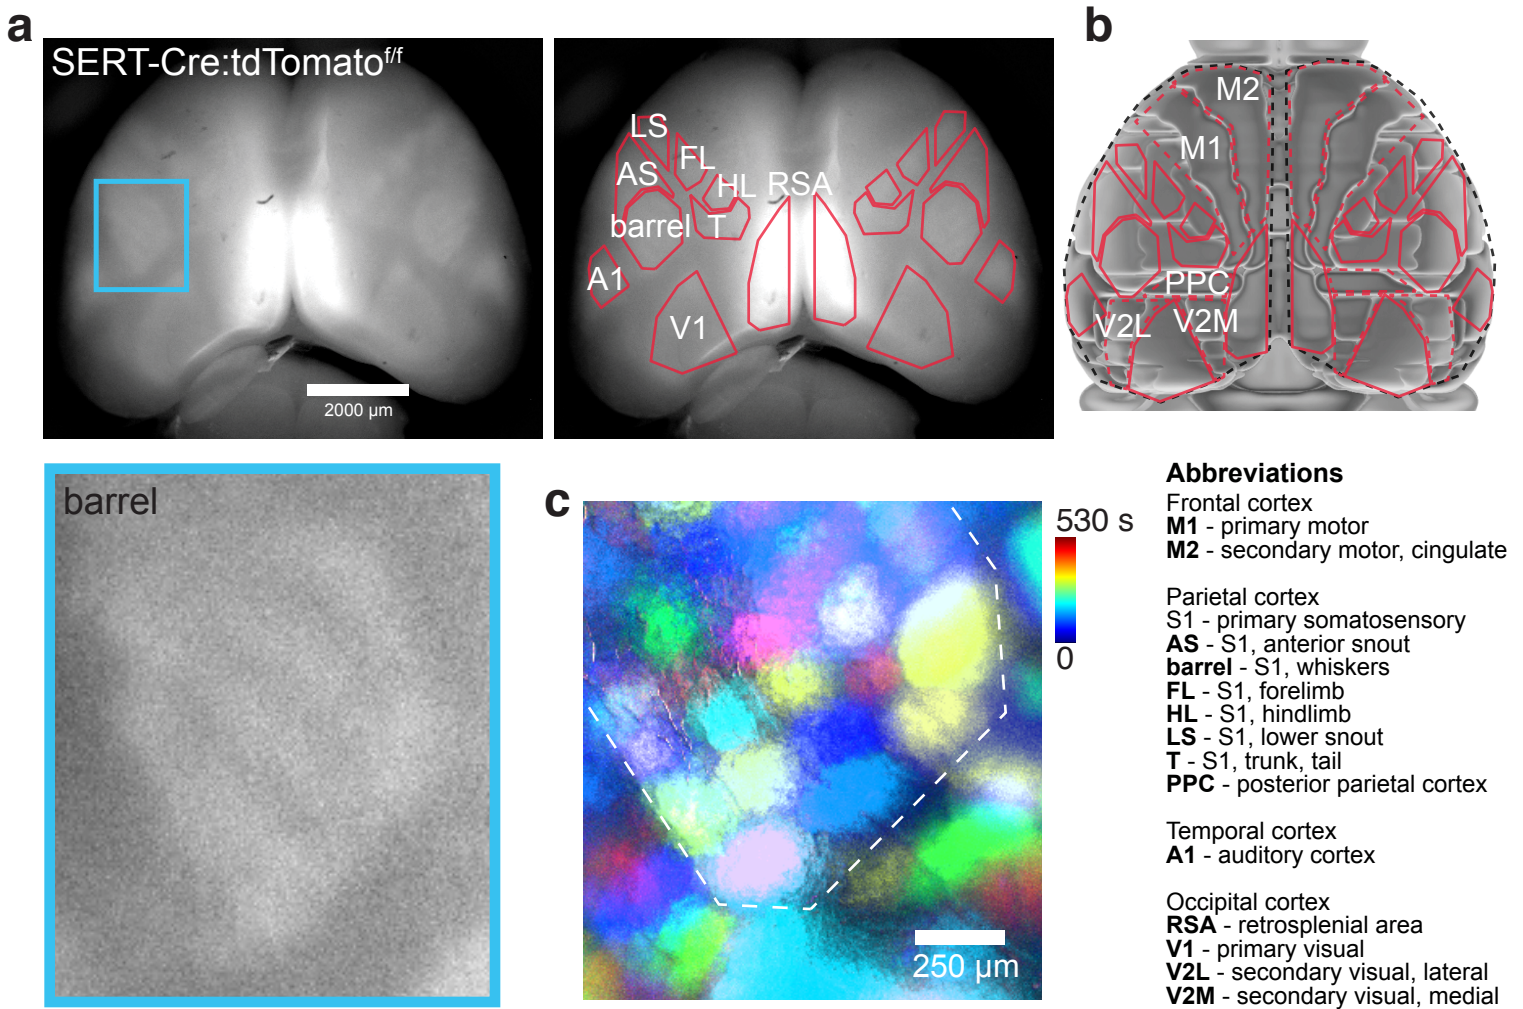 a
SERT-Cre:tdTomato^f/f
2000 µm
LS
FL
AS
HL
RSA
barrel
T
A1
V1
b
M2
M1
PPC
V2L
V2M
barrel
c
530 s
0
250 µm
Abbreviations
Frontal cortex
M1 - primary motor
M2 - secondary motor, cingulate
Parietal cortex
S1 - primary somatosensory
AS - S1, anterior snout
barrel - S1, whiskers
FL - S1, forelimb
HL - S1, hindlimb
LS - S1, lower snout
T - S1, trunk, tail
PPC - posterior parietal cortex
Temporal cortex
A1 - auditory cortex
Occipital cortex
RSA - retrosplenial area
V1 - primary visual
V2L - secondary visual, lateral
V2M - secondary visual, medial